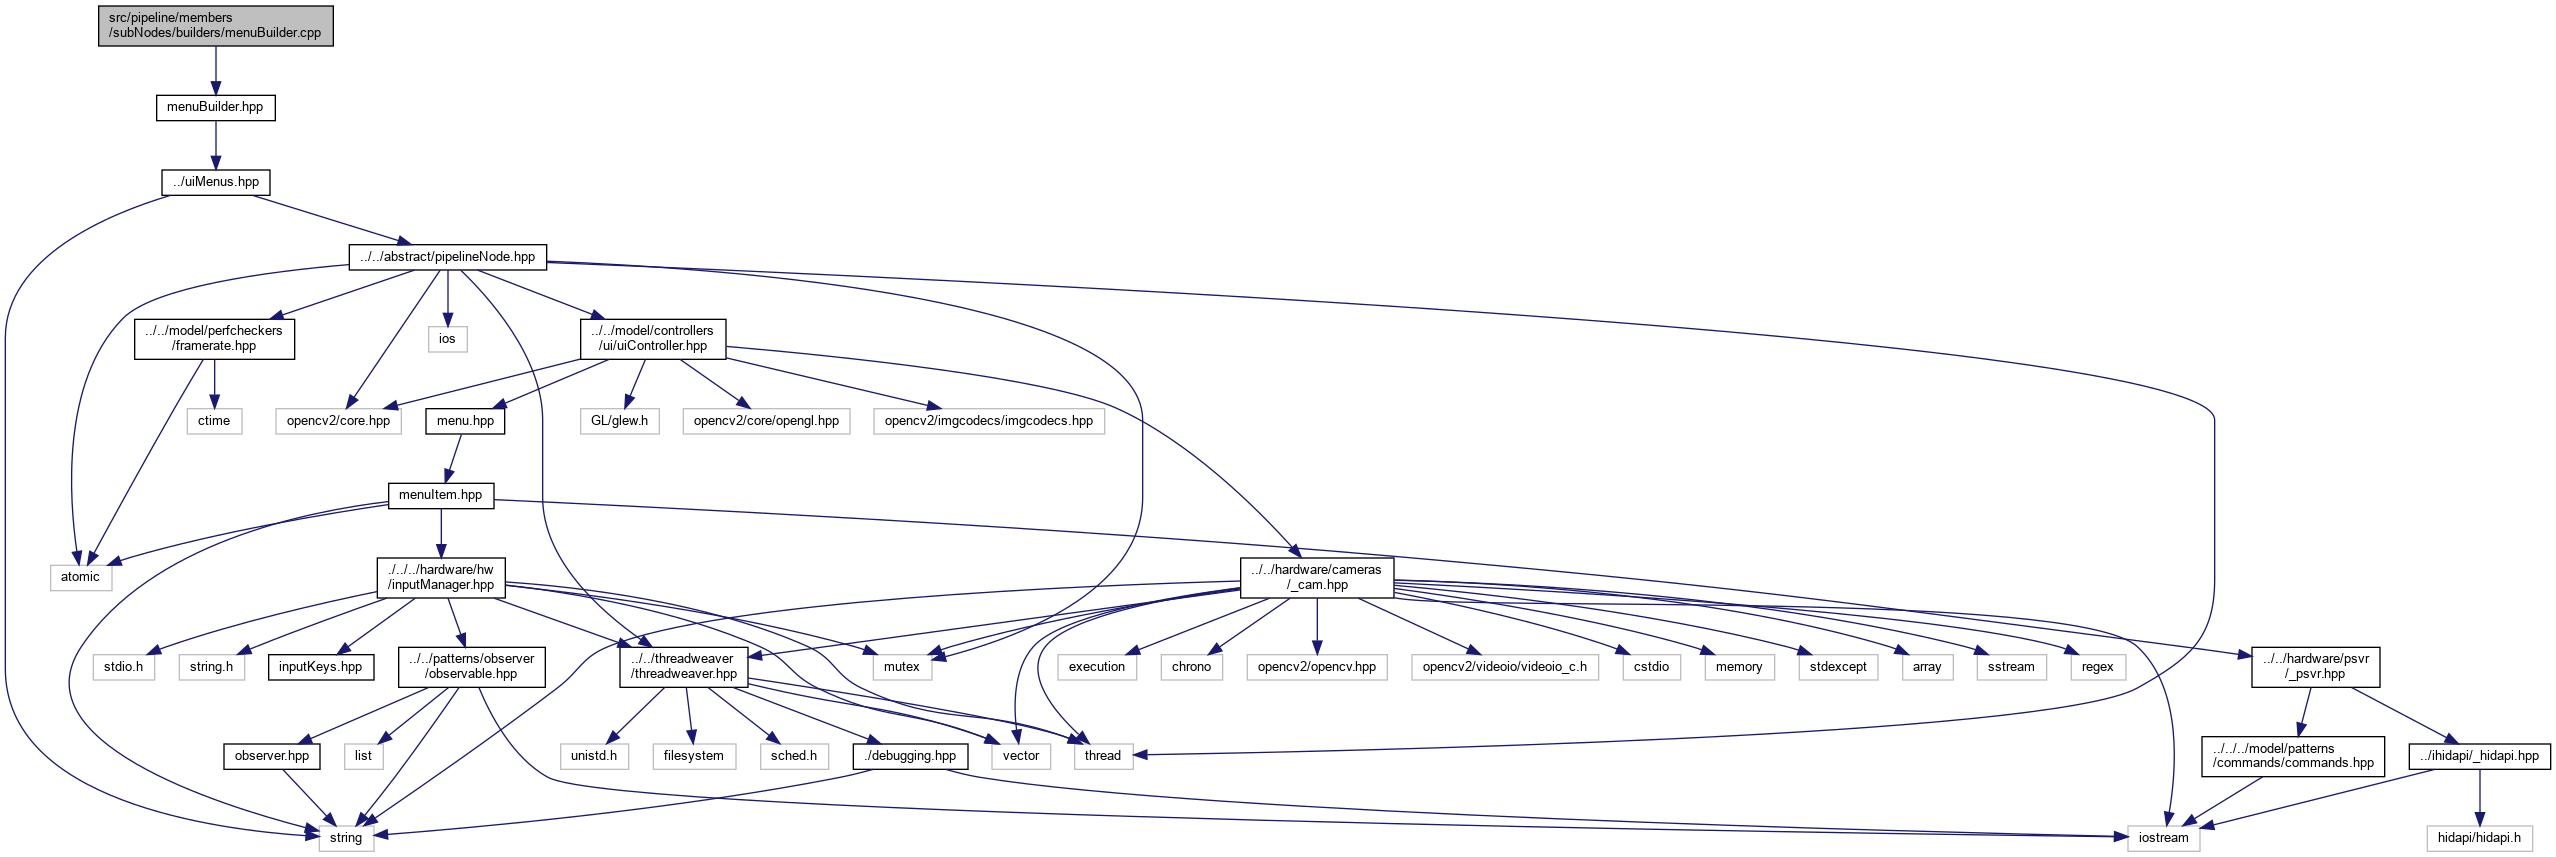 src/pipeline/members
/subNodes/builders/menuBuilder.cpp
menuBuilder.hpp
../uiMenus.hpp
../../abstract/pipelineNode.hpp
../../model/perfcheckers
/framerate.hpp
ios
../../model/controllers
/ui/uiController.hpp
ctime
opencv2/core.hpp
menu.hpp
GL/glew.h
opencv2/core/opengl.hpp
opencv2/imgcodecs/imgcodecs.hpp
menuItem.hpp
atomic
./../../hardware/hw
/inputManager.hpp
../../hardware/cameras
/_cam.hpp
stdio.h
string.h
inputKeys.hpp
../../patterns/observer
/observable.hpp
../../threadweaver
/threadweaver.hpp
mutex
execution
chrono
opencv2/opencv.hpp
opencv2/videoio/videoio_c.h
cstdio
memory
stdexcept
array
sstream
regex
../../hardware/psvr
/_psvr.hpp
observer.hpp
list
unistd.h
filesystem
sched.h
./debugging.hpp
vector
thread
../../../model/patterns
/commands/commands.hpp
../ihidapi/_hidapi.hpp
string
iostream
hidapi/hidapi.h